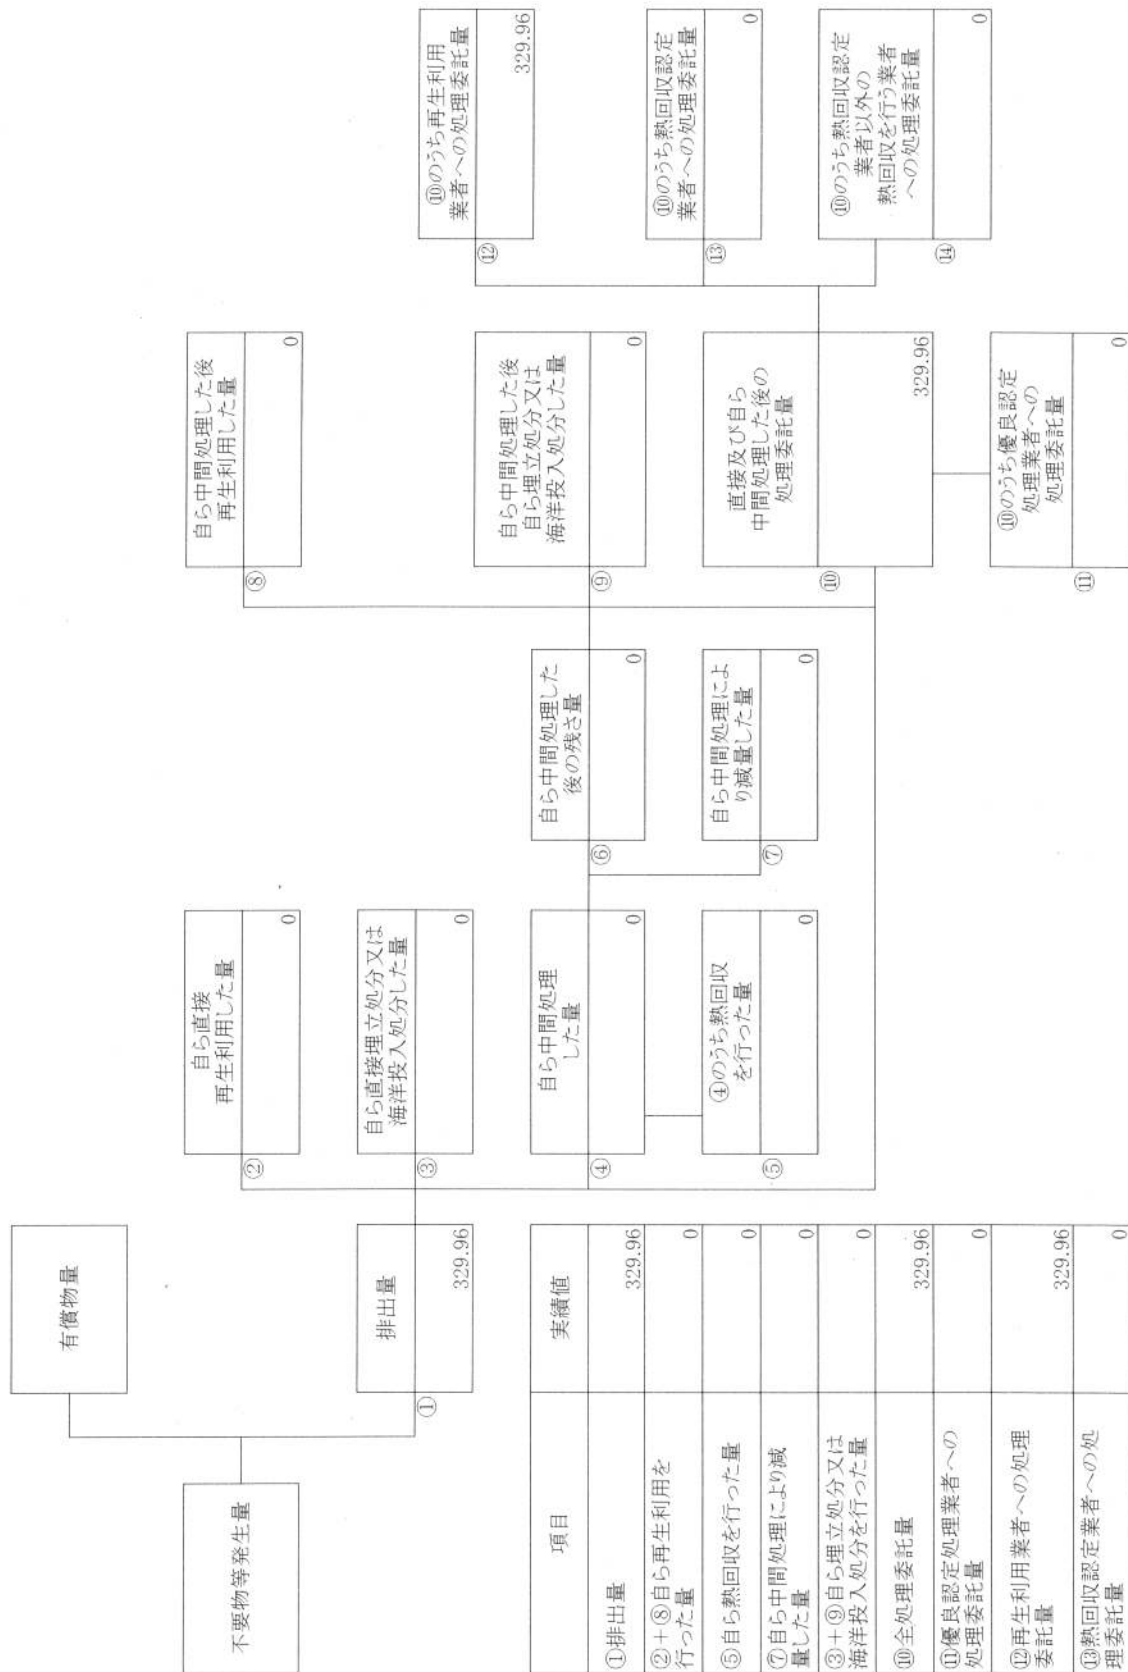 不要物等発生量
有償物量
①
排出量
329.96
②
自ら直接
再生利用した量
0
③
自ら直接埋立処分又は
海洋投入処分した量
0
④
自ら中間処理
した量
0
⑤
④のうち熱回収
を行った量
0
⑥
自ら中間処理した
後の残さ量
0
⑦
自ら中間処理によ
り減量した量
0
⑧
自ら中間処理した後
再生利用した量
0
⑨
自ら中間処理した後
自ら埋立処分又は
海洋投入処分した量
0
⑩
直接及び自ら
中間処理した後の
処理委託量
329.96
⑪
⑩のうち優良認定
処理業者への
処理委託量
0
⑫
⑩のうち再生利用
業者への処理委託量
329.96
⑬
⑩のうち熱回収認定
業者への処理委託量
0
⑭
⑩のうち熱回収認定
業者以外の
熱回収を行う業者
への処理委託量
0
項目 実績値
①排出量 329.96
②+⑧自ら再生利用を
行った量 0
⑤自ら熱回収を行った量 0
⑦自ら中間処理により減
量した量 0
③+⑨自ら埋立処分又は
海洋投入処分を行った量 0
⑩全処理委託量 329.96
⑪優良認定処理業者への
処理委託量 0
⑫再生利用業者への処理
委託量 329.96
⑬熱回収認定業者への処
理委託量 0